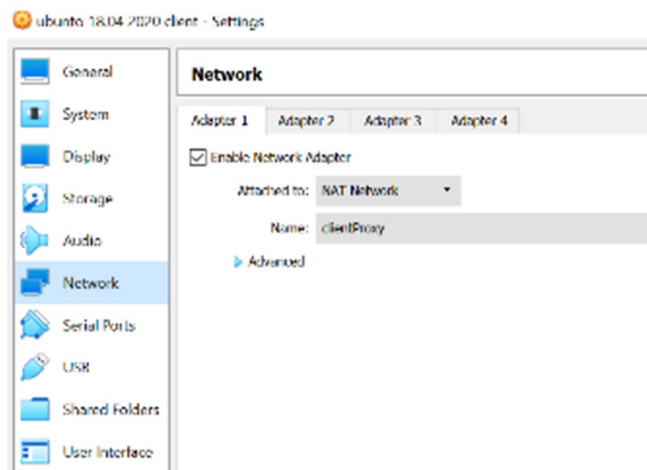 ubunto 18.04 2020 client - Settings
General
System
Display
Storage
Audio
Network
Serial Ports
USB
Shared Folders
User Interface
Network
Adapter 1 Adapter 2 Adapter 3 Adapter 4
Enable Network Adapter
Attached to: NAT Network
Name: clientProxy
Advanced